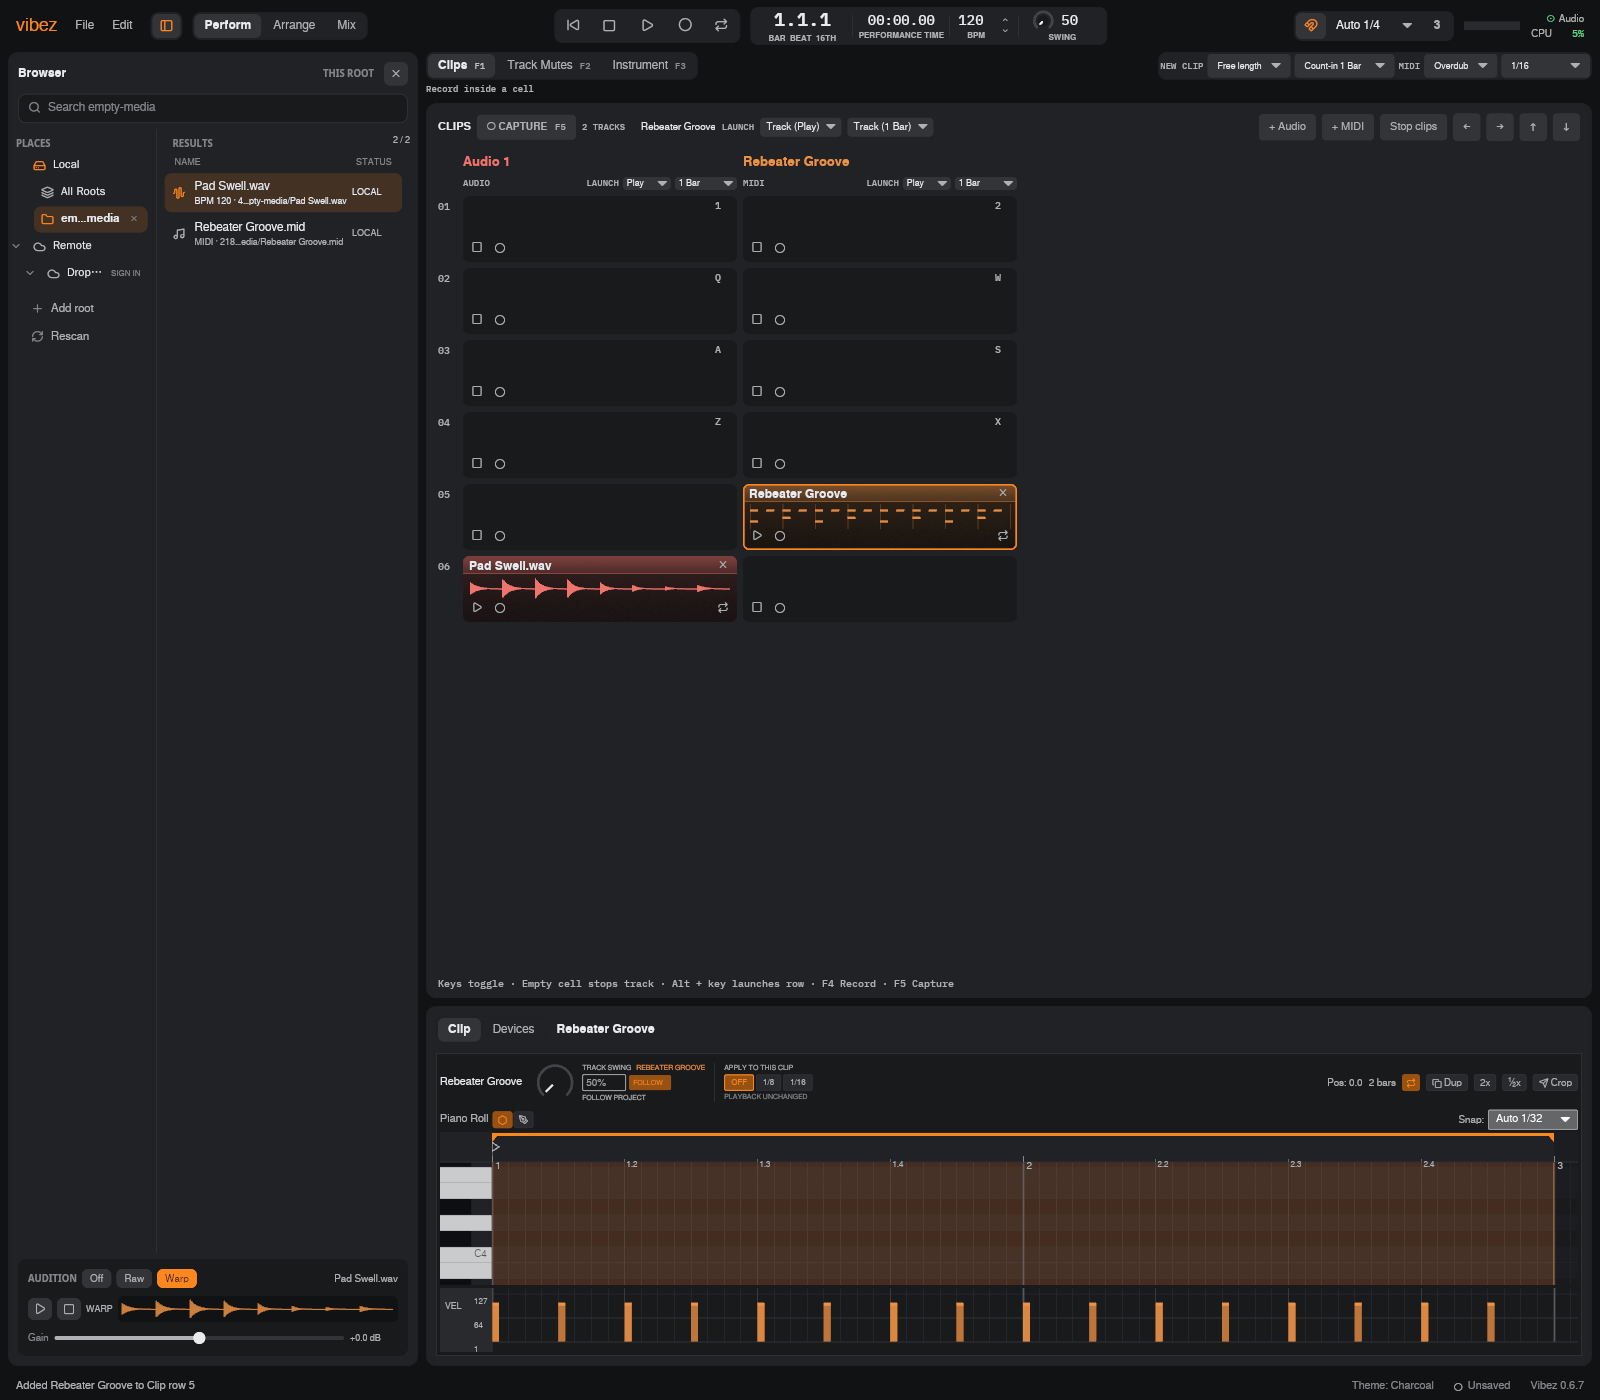 vibez File Edit Perform Arrange Mix
1.1.1 BAR BEAT 16TH
00:00.00 PERFORMANCE TIME
120 BPM
50 SWING
Auto 1/4 3
Audio
CPU 5%
Browser THIS ROOT
Search empty-media
PLACES
Local
All Roots
em...media
Remote
Drop··· SIGN IN
Add root
Rescan
RESULTS 2/2
NAME STATUS
Pad Swell.wav LOCAL
BPM 120 · 4...pty-media/Pad Swell.wav
Rebeater Groove.mid LOCAL
MIDI · 218...edia/Rebeater Groove.mid
AUDITION Off Raw Warp Pad Swell.wav
WARP
Gain +0.0 dB
Clips F1 Track Mutes F2 Instrument F3
NEW CLIP Free length Count-in 1 Bar MIDI Overdub 1/16
Record inside a cell
CLIPS CAPTURE F5 2 TRACKS Rebeater Groove LAUNCH Track (Play) Track (1 Bar) + Audio + MIDI Stop clips ← → ↑ ↓
Audio 1 Rebeater Groove
AUDIO LAUNCH Play 1 Bar MIDI LAUNCH Play 1 Bar
01 1 2
02 Q W
03 A S
04 Z X
05 Rebeater Groove
06 Pad Swell.wav
Keys toggle · Empty cell stops track · Alt + key launches row · F4 Record · F5 Capture
Clip Devices Rebeater Groove
Rebeater Groove
TRACK SWING REBEATER GROOVE
50% FOLLOW
FOLLOW PROJECT
APPLY TO THIS CLIP
OFF 1/8 1/16
PLAYBACK UNCHANGED
Pos: 0.0 2 bars Dup 2x ½x Crop
Piano Roll Snap: Auto 1/32
1 1.2 1.3 1.4 2 2.2 2.3 2.4 3
C4
VEL 127
64
1
Added Rebeater Groove to Clip row 5 Theme: Charcoal Unsaved Vibez 0.6.7